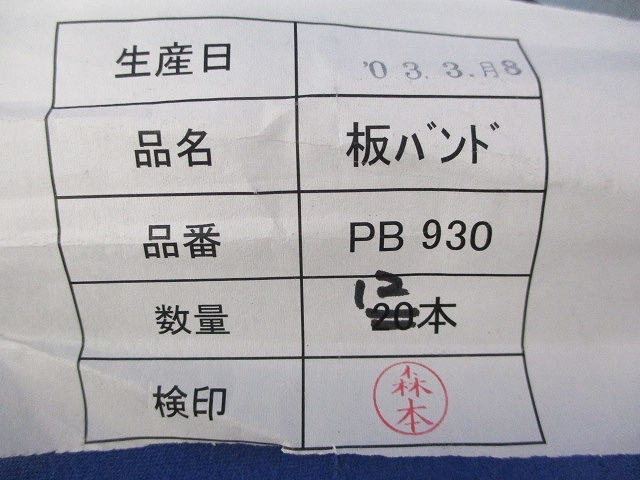 生産日 '03.3.月8
品名 板バンド
品番 PB 930
数量 12 20本
検印 森本